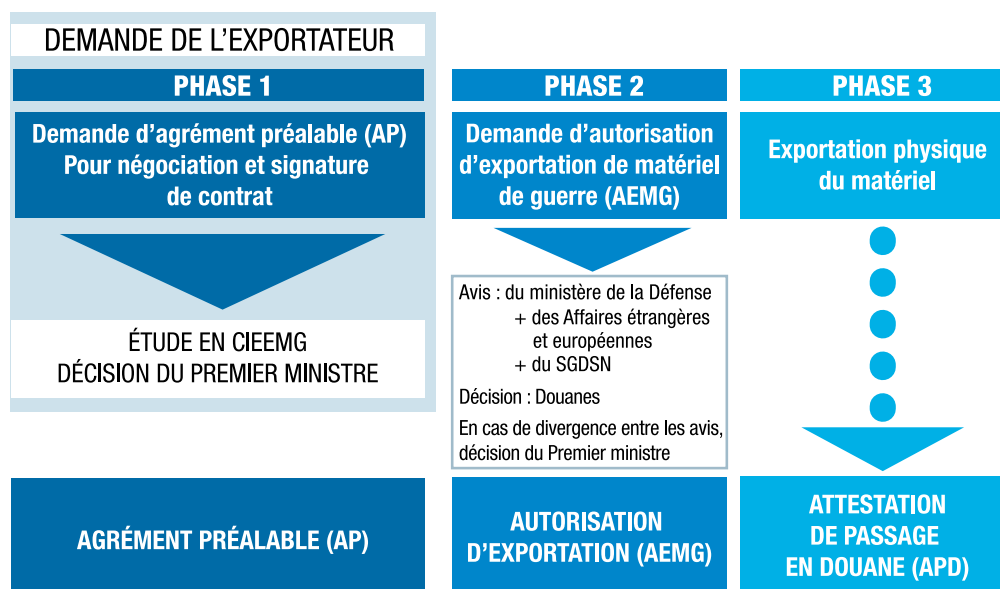 DEMANDE DE L'EXPORTATEUR
PHASE 1
Demande d'agrément préalable (AP)
Pour négociation et signature
de contrat
ÉTUDE EN CIEEMG
DÉCISION DU PREMIER MINISTRE
AGRÉMENT PRÉALABLE (AP)
PHASE 2
Demande d'autorisation
d'exportation de matériel
de guerre (AEMG)
Avis : du ministère de la Défense
+ des Affaires étrangères
et européennes
+ du SGDSN
Décision : Douanes
En cas de divergence entre les avis,
décision du Premier ministre
AUTORISATION
D'EXPORTATION (AEMG)
PHASE 3
Exportation physique
du matériel
ATTESTATION
DE PASSAGE
EN DOUANE (APD)